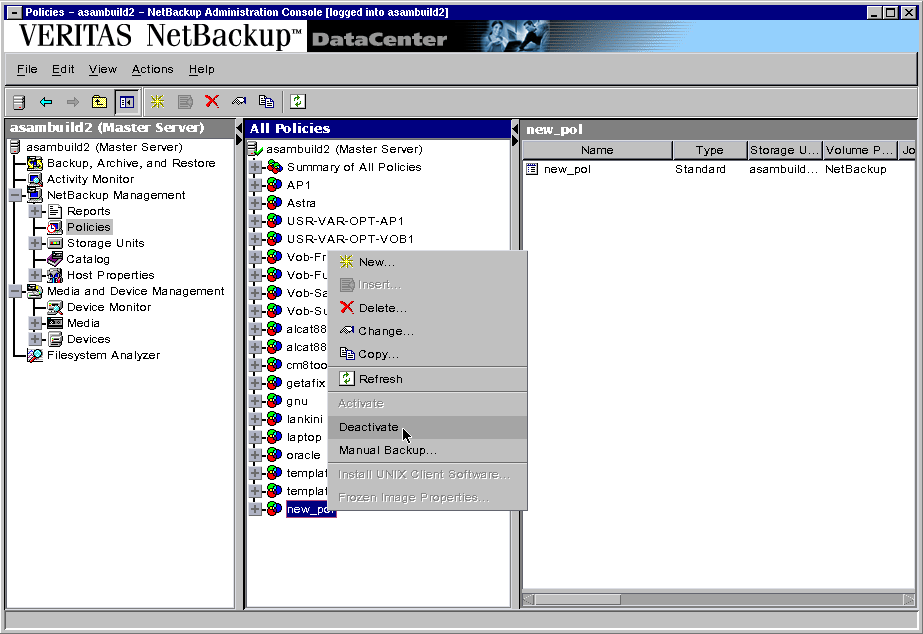 Policies - asambuild2 - NetBackup Administration Console [logged into asambuild2]
VERITAS NetBackup™ DataCenter
File Edit View Actions Help
asambuild2 (Master Server)
asambuild2 (Master Server)
Backup, Archive, and Restore
Activity Monitor
NetBackup Management
Reports
Policies
Storage Units
Catalog
Host Properties
Media and Device Management
Device Monitor
Media
Devices
Filesystem Analyzer
All Policies
asambuild2 (Master Server)
Summary of All Policies
AP1
Astra
USR-VAR-OPT-AP1
USR-VAR-OPT-VOB1
Vob-Fr
Vob-Fu
Vob-Sa
Vob-Su
alcat88
alcat88
cm8too
getafix
gnu
lankini
laptop
oracle
templat
templat
new_pol
New...
Insert...
Delete...
Change...
Copy...
Refresh
Activate
Deactivate
Manual Backup...
Install UNIX Client Software...
Frozen Image Properties...
new_pol
Name Type Storage U... Volume P... Jo
new_pol Standard asambuild... NetBackup